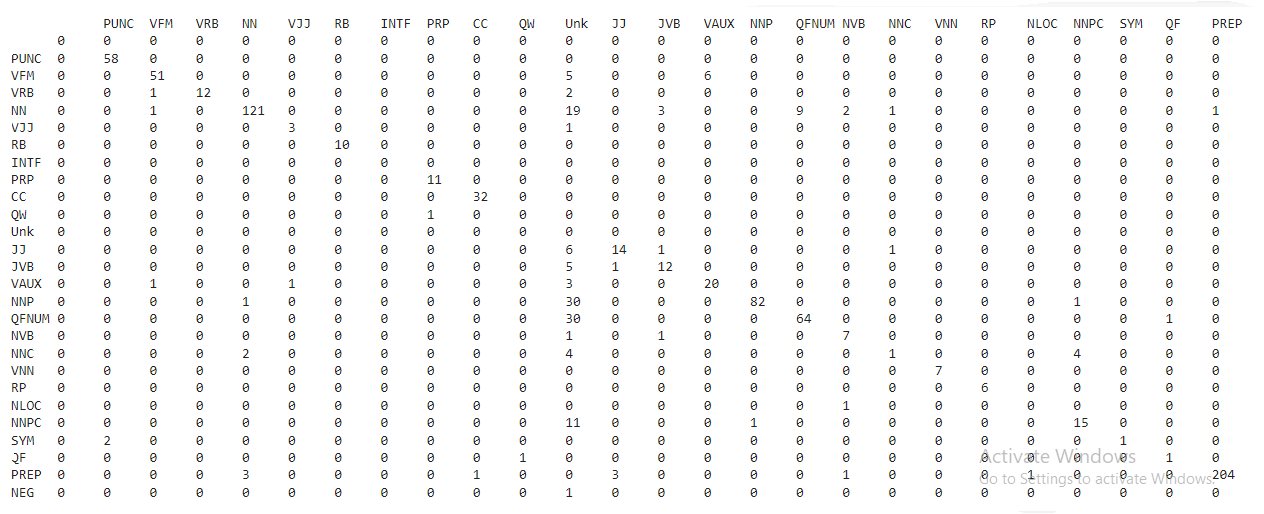 PUNC VFM VRB NN VJJ RB INTF PRP CC QW Unk JJ JVB VAUX NNP QFNUM NVB NNC VNN RP NLOC NNPC SYM QF PREP
0 0 0 0 0 0 0 0 0 0 0 0 0 0 0 0 0 0 0 0 0 0 0 0 0 0
PUNC 0 58 0 0 0 0 0 0 0 0 0 0 0 0 0 0 0 0 0 0 0 0 0 0 0 0
VFM 0 0 51 0 0 0 0 0 0 0 0 5 0 0 6 0 0 0 0 0 0 0 0 0 0 0
VRB 0 0 1 12 0 0 0 0 0 0 0 2 0 0 0 0 0 0 0 0 0 0 0 0 0 0
NN 0 0 1 0 121 0 0 0 0 0 0 19 0 3 0 0 9 2 1 0 0 0 0 0 0 1
VJJ 0 0 0 0 0 3 0 0 0 0 0 1 0 0 0 0 0 0 0 0 0 0 0 0 0 0
RB 0 0 0 0 0 0 10 0 0 0 0 0 0 0 0 0 0 0 0 0 0 0 0 0 0 0
INTF 0 0 0 0 0 0 0 0 0 0 0 0 0 0 0 0 0 0 0 0 0 0 0 0 0 0
PRP 0 0 0 0 0 0 0 0 11 0 0 0 0 0 0 0 0 0 0 0 0 0 0 0 0 0
CC 0 0 0 0 0 0 0 0 0 32 0 0 0 0 0 0 0 0 0 0 0 0 0 0 0 0
QW 0 0 0 0 0 0 0 0 1 0 0 0 0 0 0 0 0 0 0 0 0 0 0 0 0 0
Unk 0 0 0 0 0 0 0 0 0 0 0 0 0 0 0 0 0 0 0 0 0 0 0 0 0 0
JJ 0 0 0 0 0 0 0 0 0 0 0 6 14 1 0 0 0 0 1 0 0 0 0 0 0 0
JVB 0 0 0 0 0 0 0 0 0 0 0 5 1 12 0 0 0 0 0 0 0 0 0 0 0 0
VAUX 0 0 1 0 0 1 0 0 0 0 0 3 0 0 20 0 0 0 0 0 0 0 0 0 0 0
NNP 0 0 0 0 1 0 0 0 0 0 0 30 0 0 0 82 0 0 0 0 0 0 1 0 0 0
QFNUM 0 0 0 0 0 0 0 0 0 0 0 30 0 0 0 0 64 0 0 0 0 0 0 0 1 0
NVB 0 0 0 0 0 0 0 0 0 0 0 1 0 1 0 0 0 7 0 0 0 0 0 0 0 0
NNC 0 0 0 0 2 0 0 0 0 0 0 4 0 0 0 0 0 0 1 0 0 0 4 0 0 0
VNN 0 0 0 0 0 0 0 0 0 0 0 0 0 0 0 0 0 0 0 7 0 0 0 0 0 0
RP 0 0 0 0 0 0 0 0 0 0 0 0 0 0 0 0 0 0 0 0 6 0 0 0 0 0
NLOC 0 0 0 0 0 0 0 0 0 0 0 0 0 0 0 0 0 1 0 0 0 0 0 0 0 0
NNPC 0 0 0 0 0 0 0 0 0 0 0 11 0 0 0 1 0 0 0 0 0 0 15 0 0 0
SYM 0 2 0 0 0 0 0 0 0 0 0 0 0 0 0 0 0 0 0 0 0 0 0 1 0 0
QF 0 0 0 0 0 0 0 0 0 0 1 0 0 0 0 0 0 0 0 0 0 0 0 0 1 0
PREP 0 0 0 0 3 0 0 0 0 1 0 0 3 0 0 0 0 1 0 0 0 1 0 0 0 204
NEG 0 0 0 0 0 0 0 0 0 0 0 1 0 0 0 0 0 0 0 0 0 0 0 0 0 0
Activate Windows
Go to Settings to activate Windows.